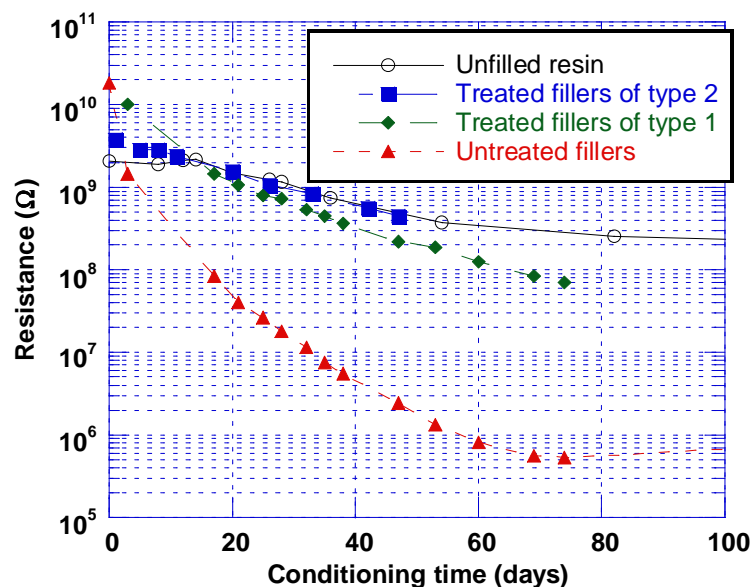 10^11
10^10
10^9
10^8
10^7
10^6
10^5
Resistance (Ω)
Unfilled resin
Treated fillers of type 2
Treated fillers of type 1
Untreated fillers
0 20 40 60 80 100
Conditioning time (days)